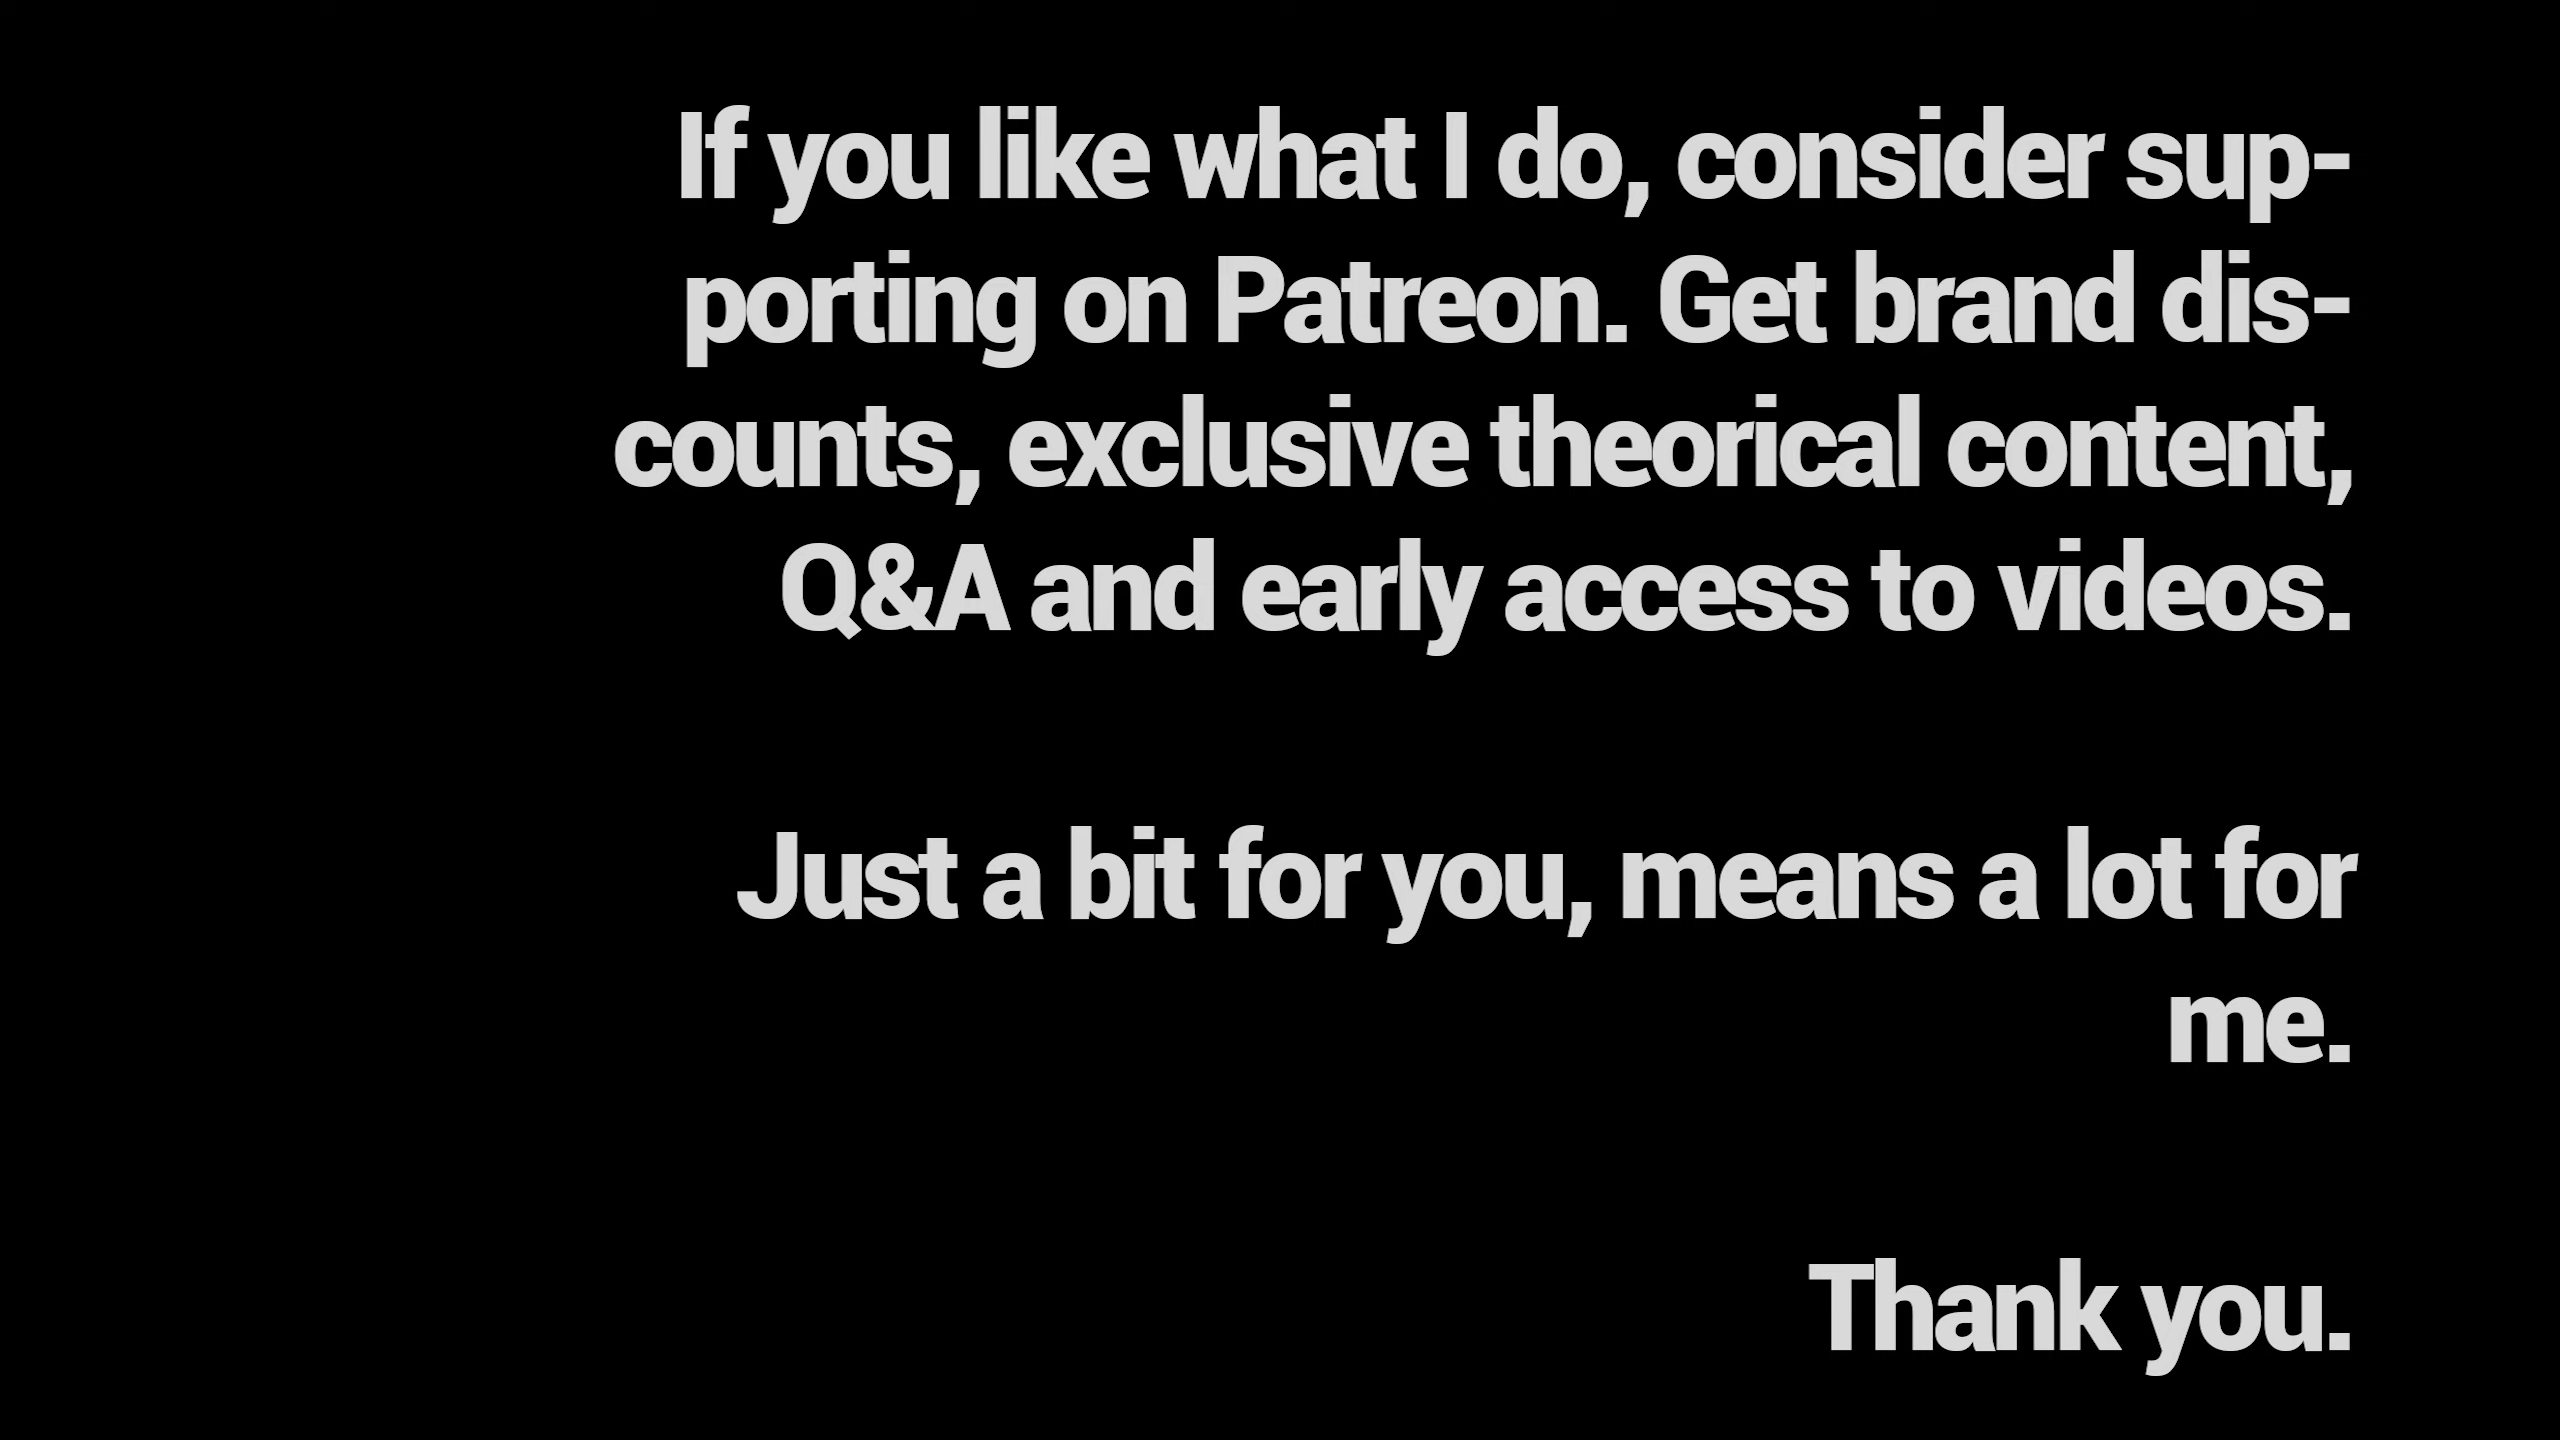 If you like what I do, consider sup-
porting on Patreon. Get brand dis-
counts, exclusive theorical content,
Q&A and early access to videos.
Just a bit for you, means a lot for
me.
Thank you.